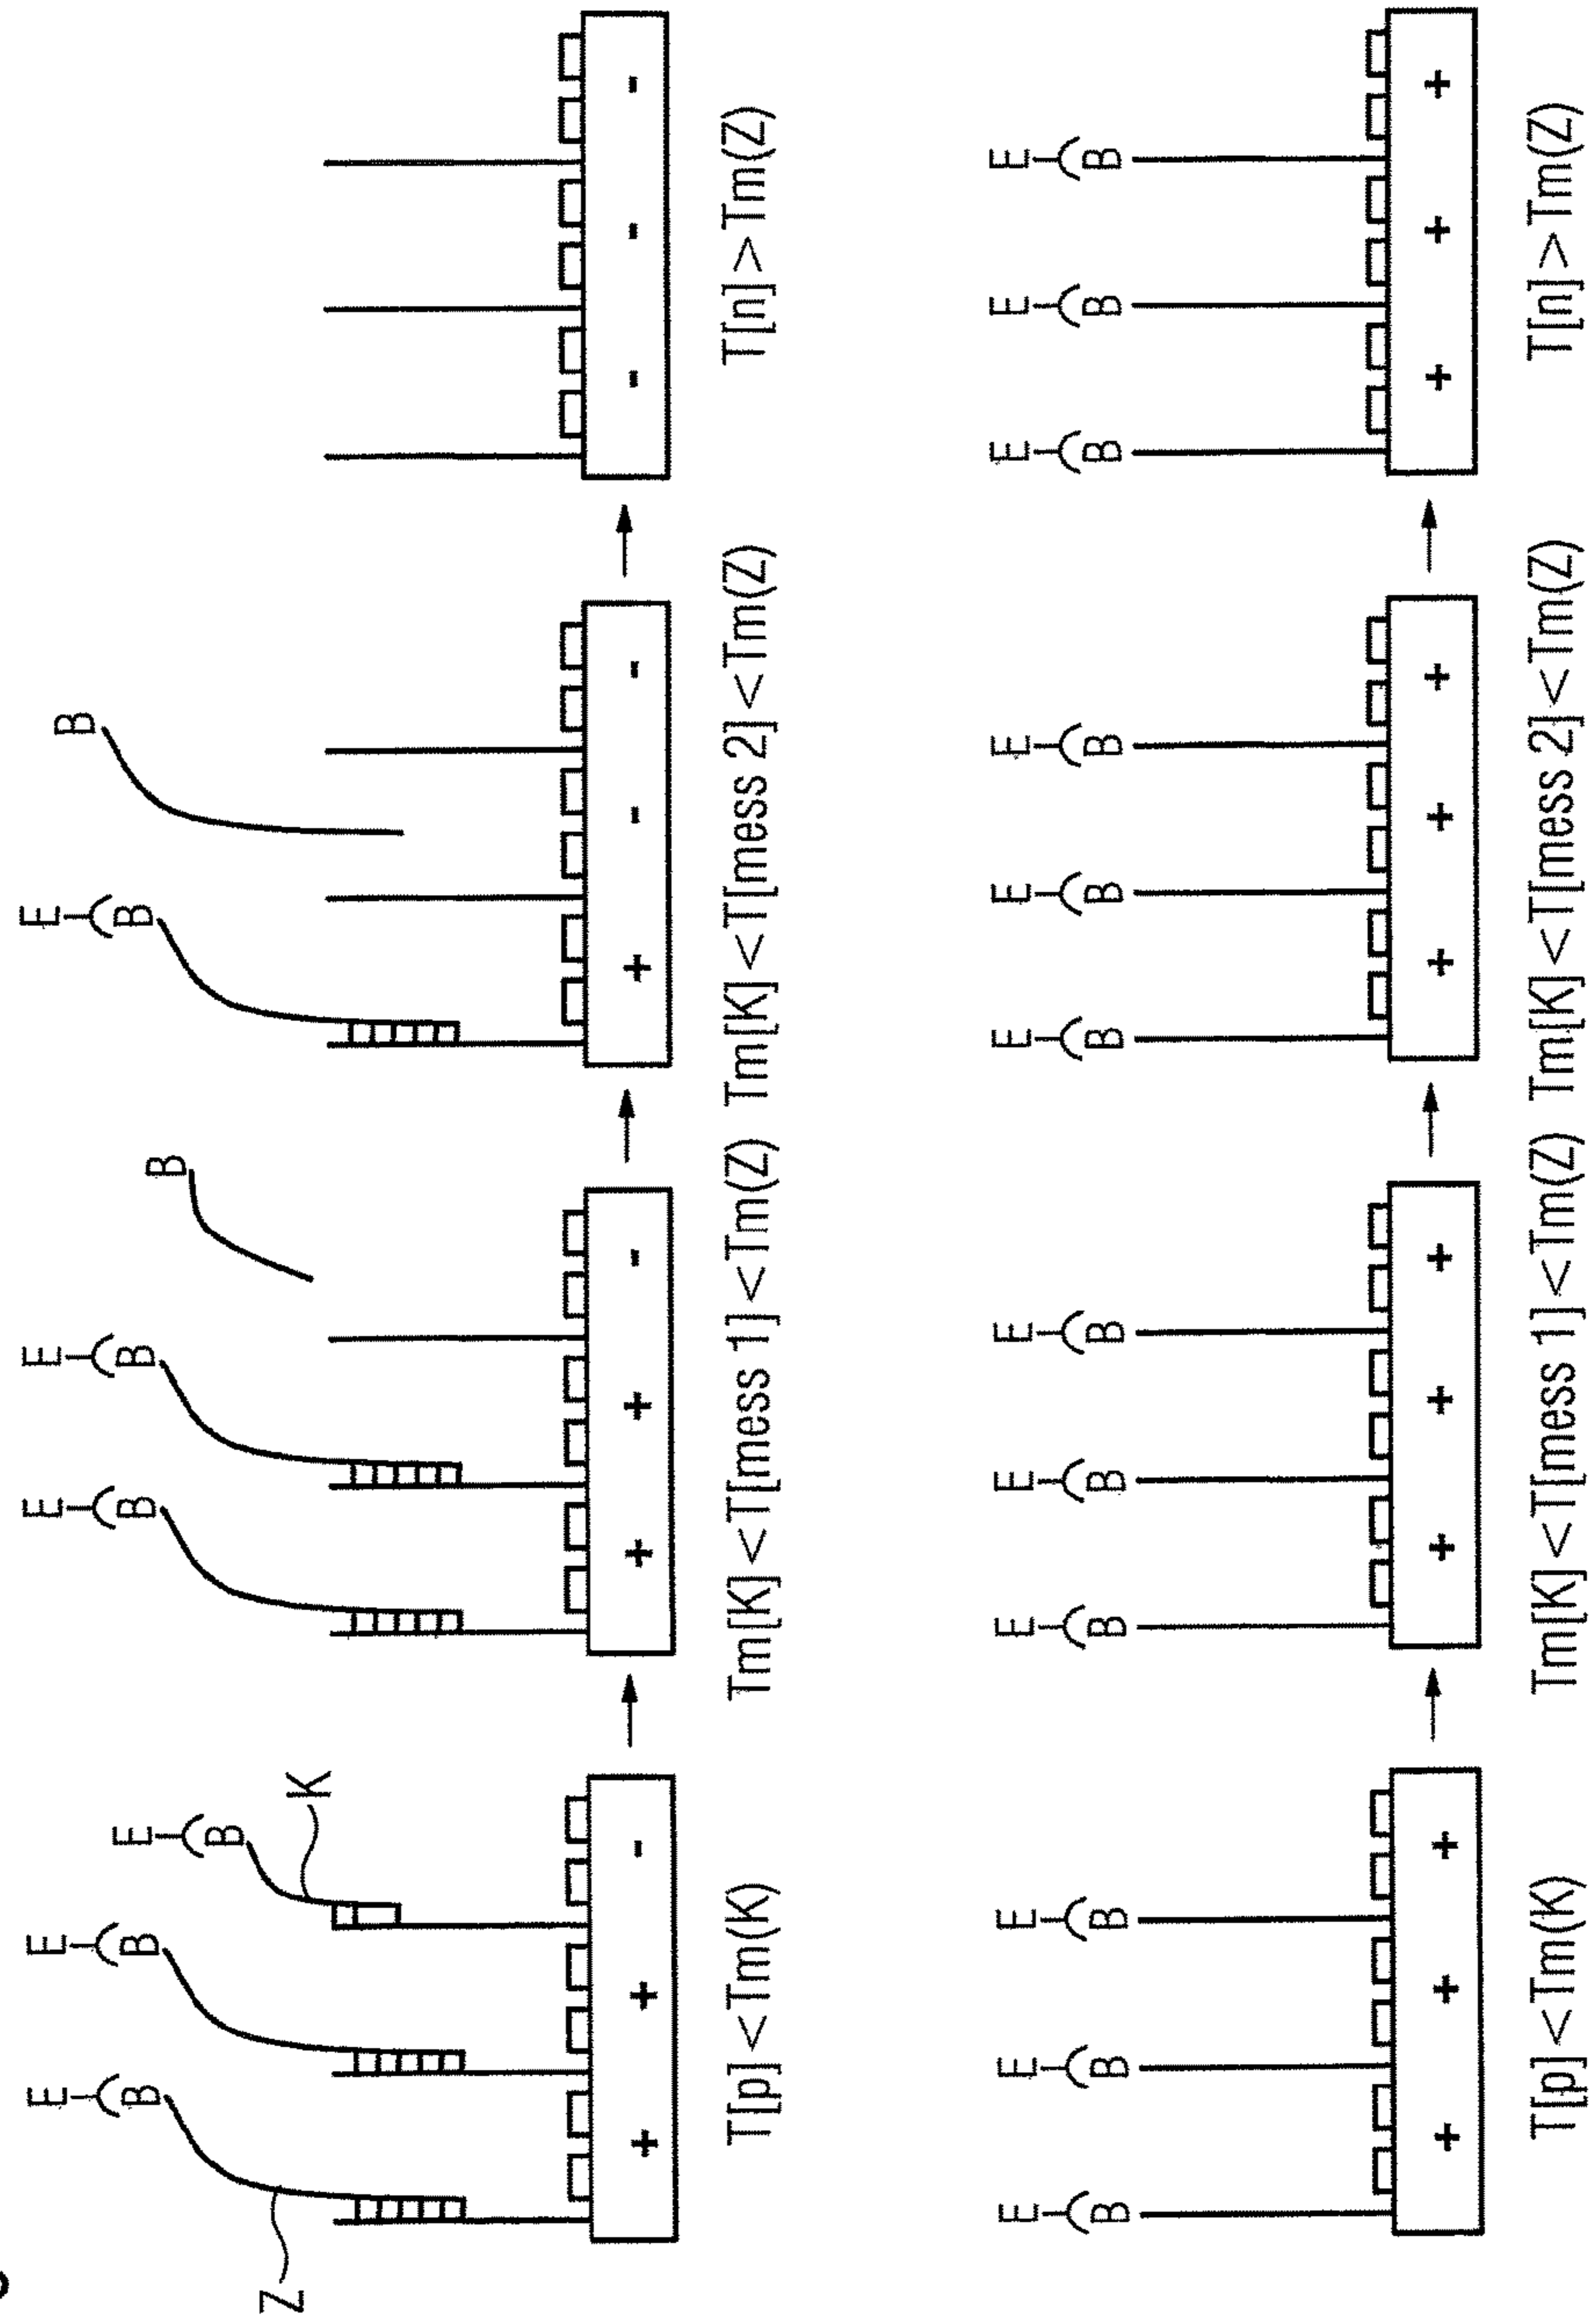 E E E E E
B
E
B B B B B
B
B
Z K
+ + - + + - + - - - - -
T[p]<Tm(K) Tm[K]<T[mess 1]<Tm(Z) Tm[K]<T[mess 2]<Tm(Z) T[n]>Tm(Z)
E E E E E E E E E E E E
B B B B B B B B B B B B
+ + + + + + + + + + + +
T[p]<Tm(K) Tm[K]<T[mess 1]<Tm(Z) Tm[K]<T[mess 2]<Tm(Z) T[n]>Tm(Z)